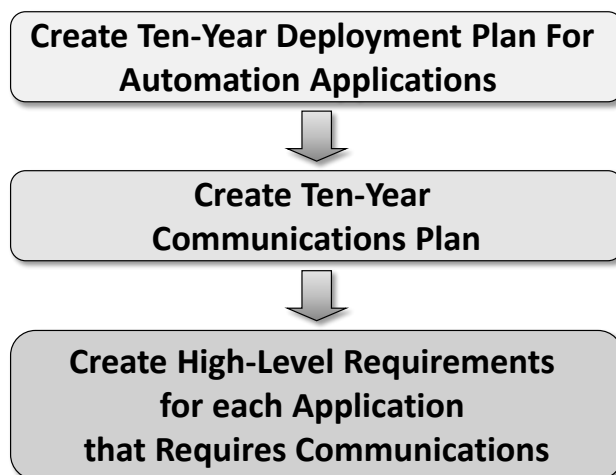 Create Ten-Year Deployment Plan For
Automation Applications
Create Ten-Year
Communications Plan
Create High-Level Requirements
for each Application
that Requires Communications